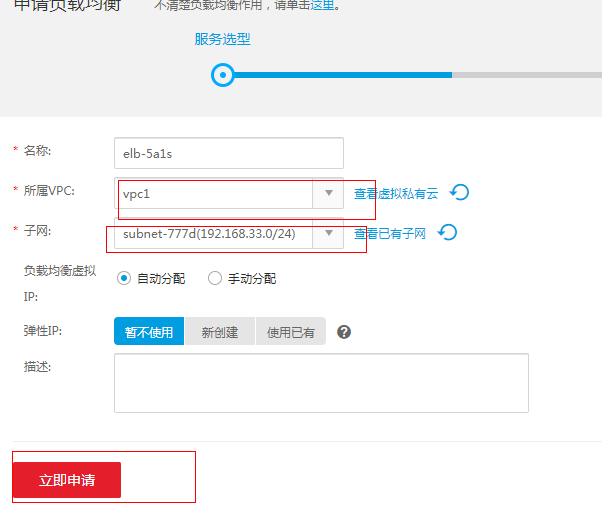 申请负载均衡 不清楚负载均衡作用，请单击这里。
服务选型
* 名称: elb-5a1s
* 所属VPC: vpc1 查看虚拟私有云
* 子网: subnet-777d(192.168.33.0/24) 查看已有子网
负载均衡虚拟 自动分配 手动分配
IP:
弹性IP: 暂不使用 新创建 使用已有 ?
描述:
立即申请